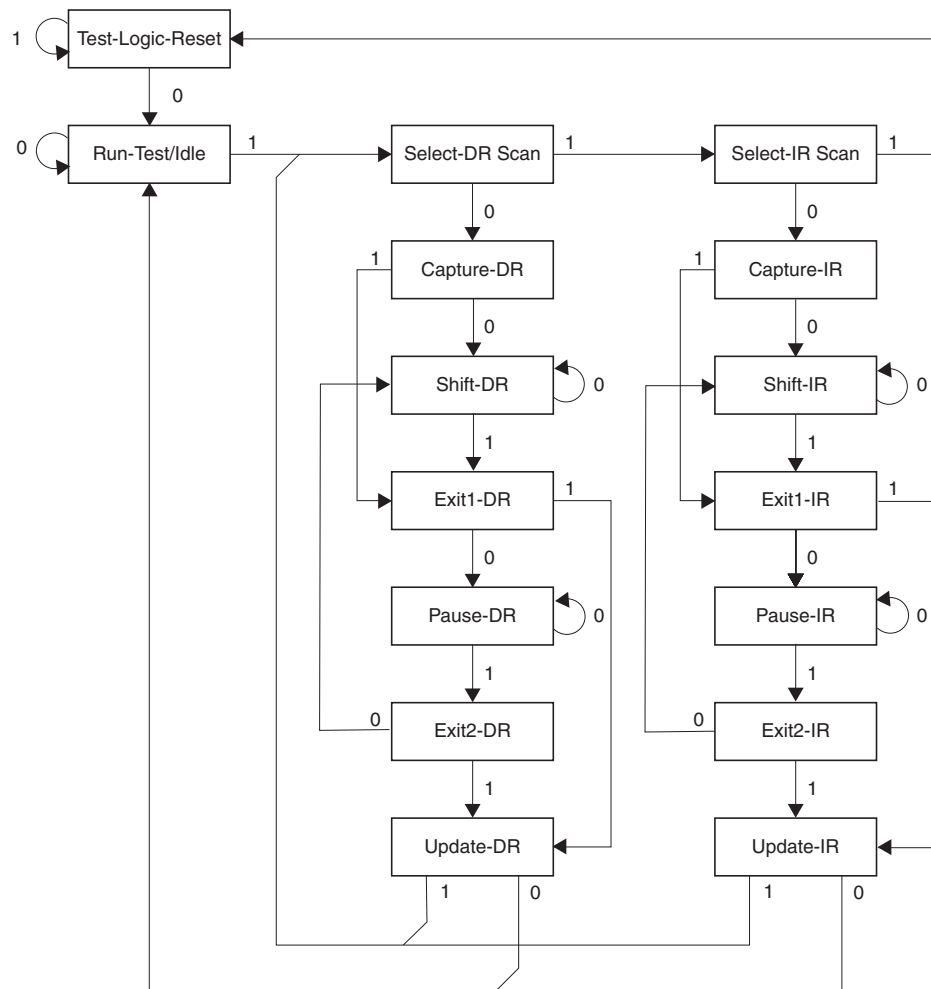 1
Test-Logic-Reset
0
0
Run-Test/Idle
1
Select-DR Scan
1
Select-IR Scan
1
0
0
1
Capture-DR
1
Capture-IR
0
0
Shift-DR
0
Shift-IR
0
1
1
Exit1-DR
1
Exit1-IR
1
0
0
Pause-DR
0
Pause-IR
0
1
1
0
Exit2-DR
0
Exit2-IR
1
1
Update-DR
Update-IR
1
0
1
0